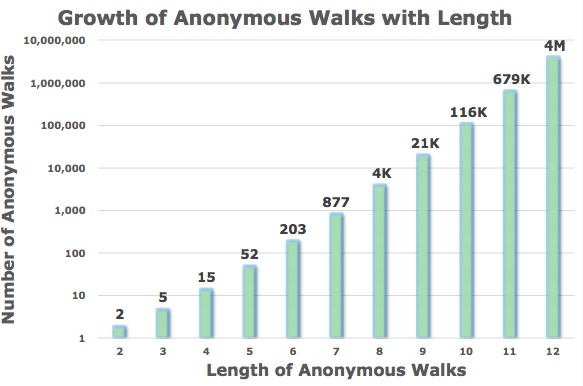 Growth of Anonymous Walks with Length
Number of Anonymous Walks
10,000,000
1,000,000
100,000
10,000
1,000
100
10
1
2
5
15
52
203
877
4K
21K
116K
679K
4M
2 3 4 5 6 7 8 9 10 11 12
Length of Anonymous Walks